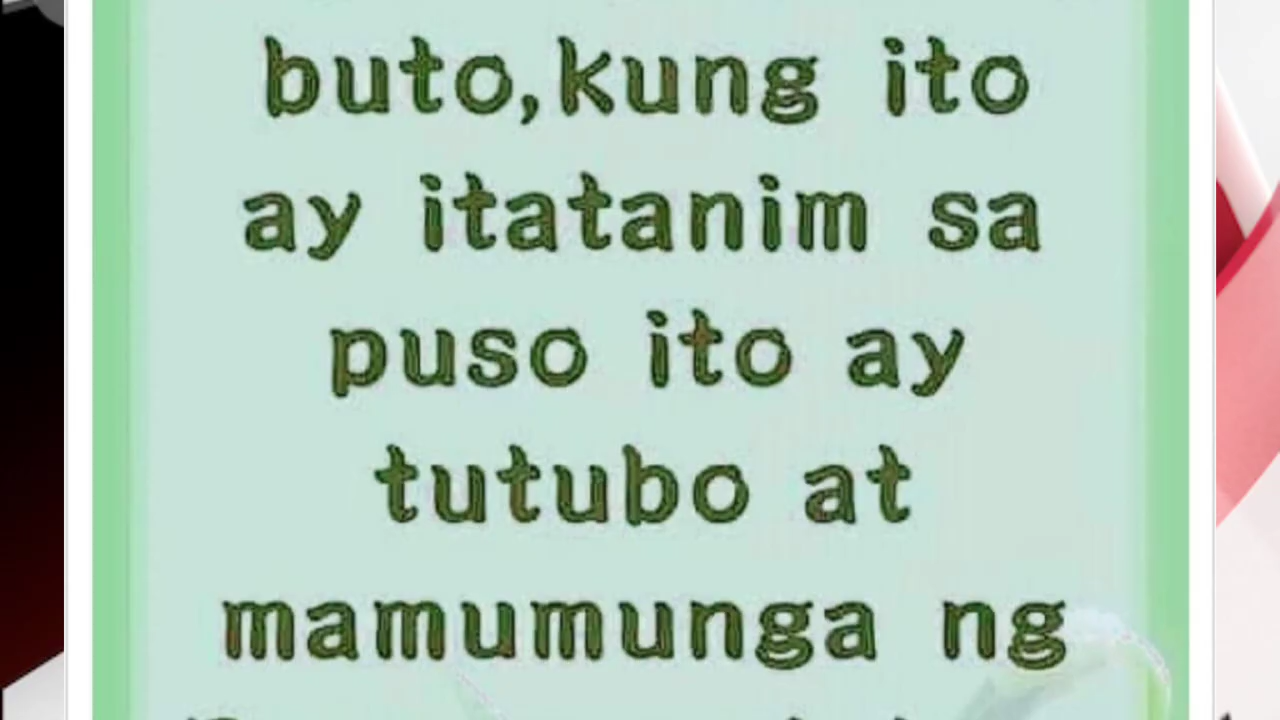 buto,kung ito
ay itatanim sa
puso ito ay
tutubo at
mamumunga ng